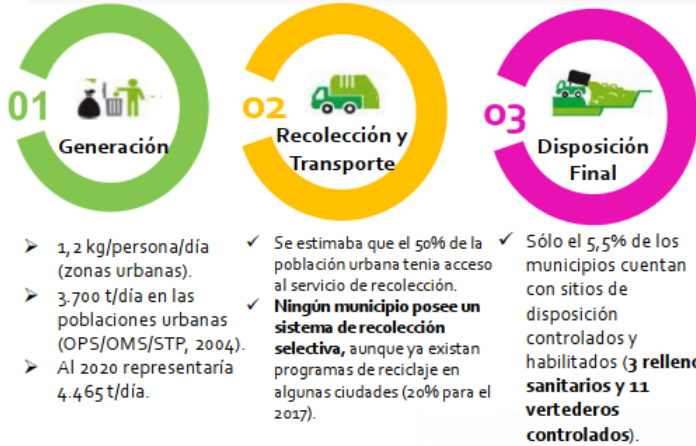 01
Generación
➢ 1,2 kg/persona/día
(zonas urbanas).
➢ 3.700 t/día en las
poblaciones urbanas
(OPS/OMS/STP, 2004).
➢ Al 2020 representaría
4.465 t/día.
02
Recolección y
Transporte
✓ Se estimaba que el 50% de la
población urbana tenia acceso
al servicio de recolección.
✓ Ningún municipio posee un
sistema de recolección
selectiva, aunque ya existan
programas de reciclaje en
algunas ciudades (20% para el
2017).
03
Disposición
Final
✓ Sólo el 5,5% de los
municipios cuentan
con sitios de
disposición
controlados y
habilitados (3 relleno
sanitarios y 11
vertederos
controlados).